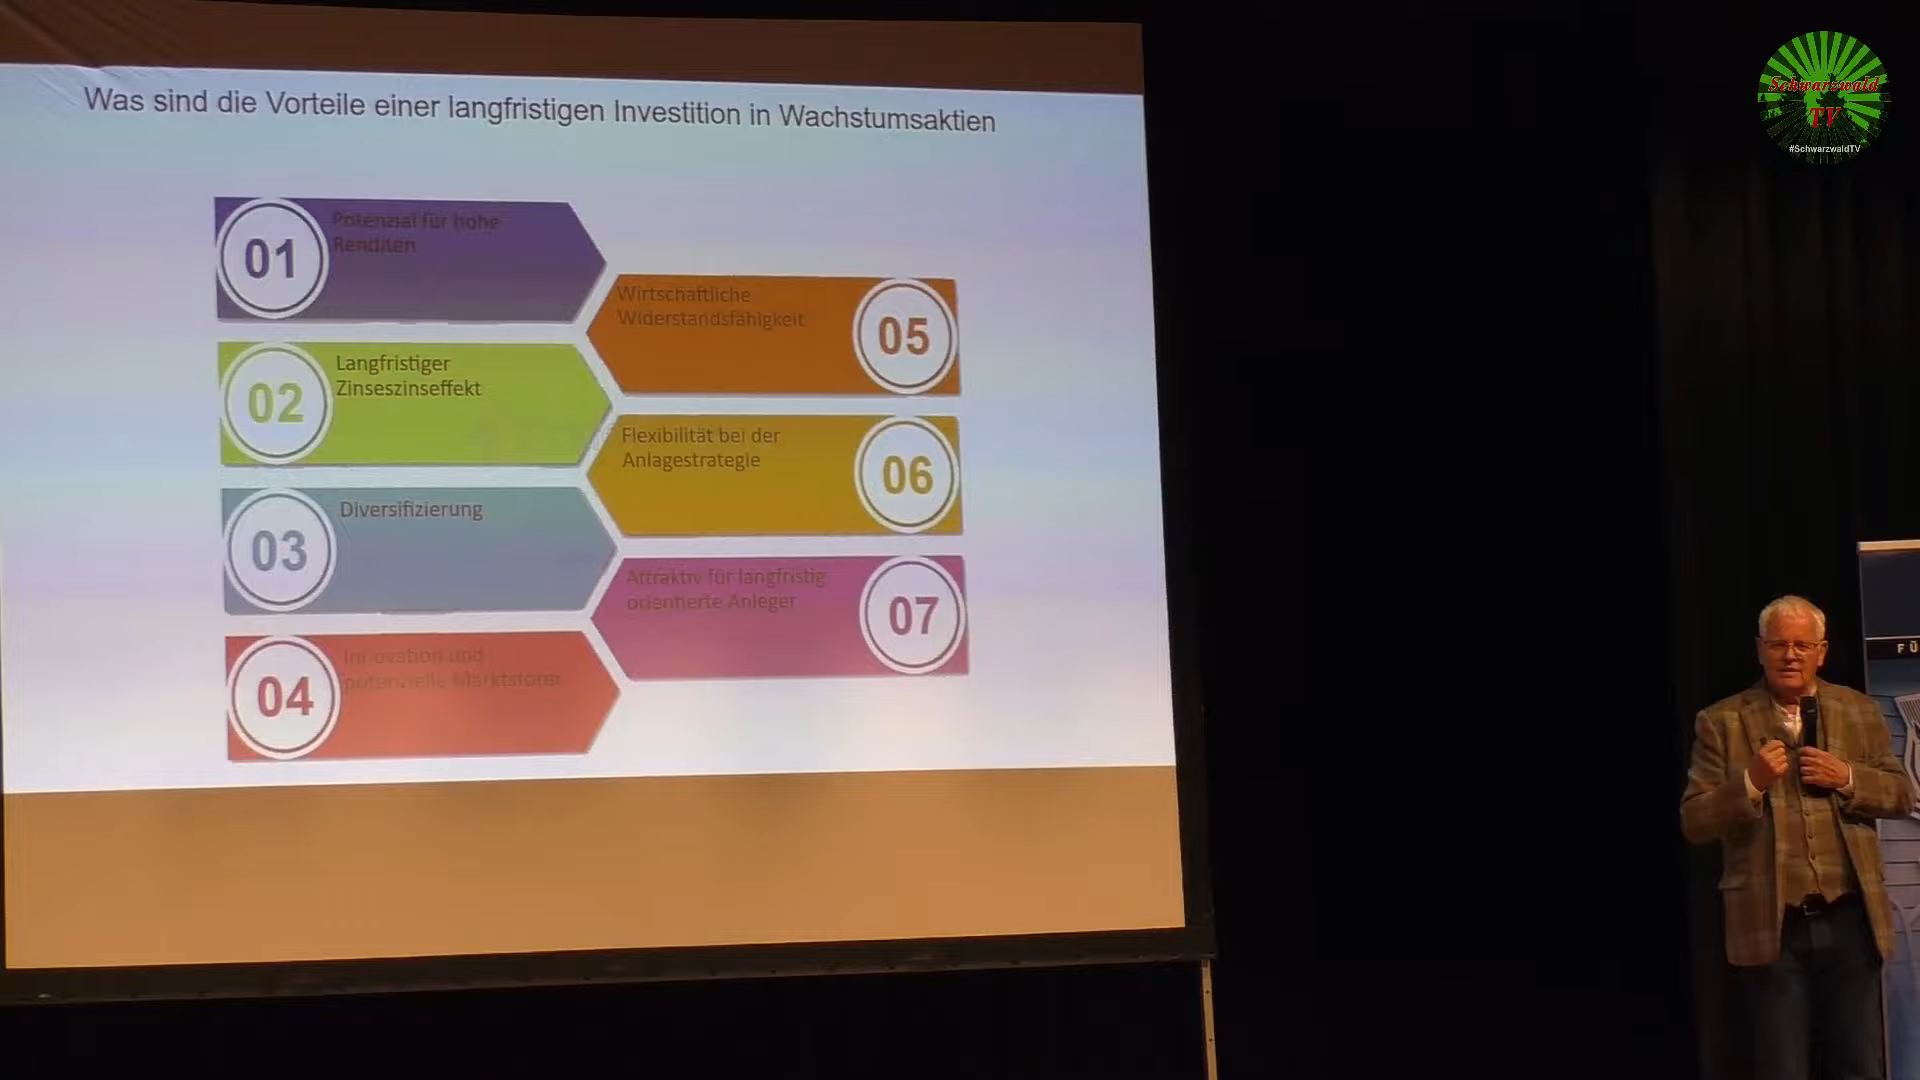 Was sind die Vorteile einer langfristigen Investition in Wachstumsaktien
01
Potenzial für hohe
Renditen
02
Langfristiger
Zinseszinseffekt
03
Diversifizierung
04
Innovation und
potenzielle Marktstörer
Wirtschaftliche
Widerstandsfähigkeit
05
Flexibilität bei der
Anlagestrategie
06
Attraktiv für langfristig
orientierte Anleger
07
Schwarzwald
TV
#SchwarzwaldTV
FÜ